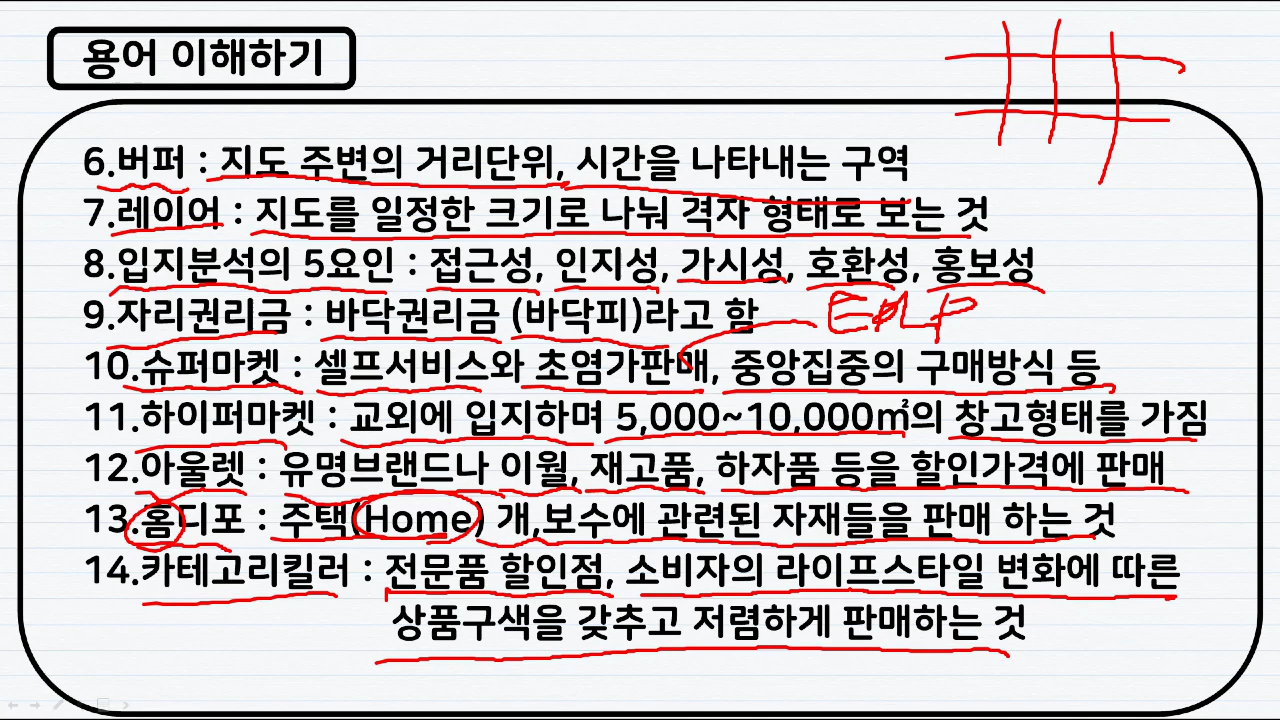 용어 이해하기
6.버퍼 : 지도 주변의 거리단위, 시간을 나타내는 구역
7.레이어 : 지도를 일정한 크기로 나눠 격자 형태로 보는 것
8.입지분석의 5요인 : 접근성, 인지성, 가시성, 호환성, 홍보성
9.자리권리금 : 바닥권리금 (바닥피)라고 함
10.슈퍼마켓 : 셀프서비스와 초염가판매, 중앙집중의 구매방식 등
11.하이퍼마켓 : 교외에 입지하며 5,000~10,000㎡의 창고형태를 가짐
12.아울렛 : 유명브랜드나 이월, 재고품, 하자품 등을 할인가격에 판매
13.홈디포 : 주택(Home) 개,보수에 관련된 자재들을 판매 하는 것
14.카테고리킬러 : 전문품 할인점, 소비자의 라이프스타일 변화에 따른
상품구색을 갖추고 저렴하게 판매하는 것